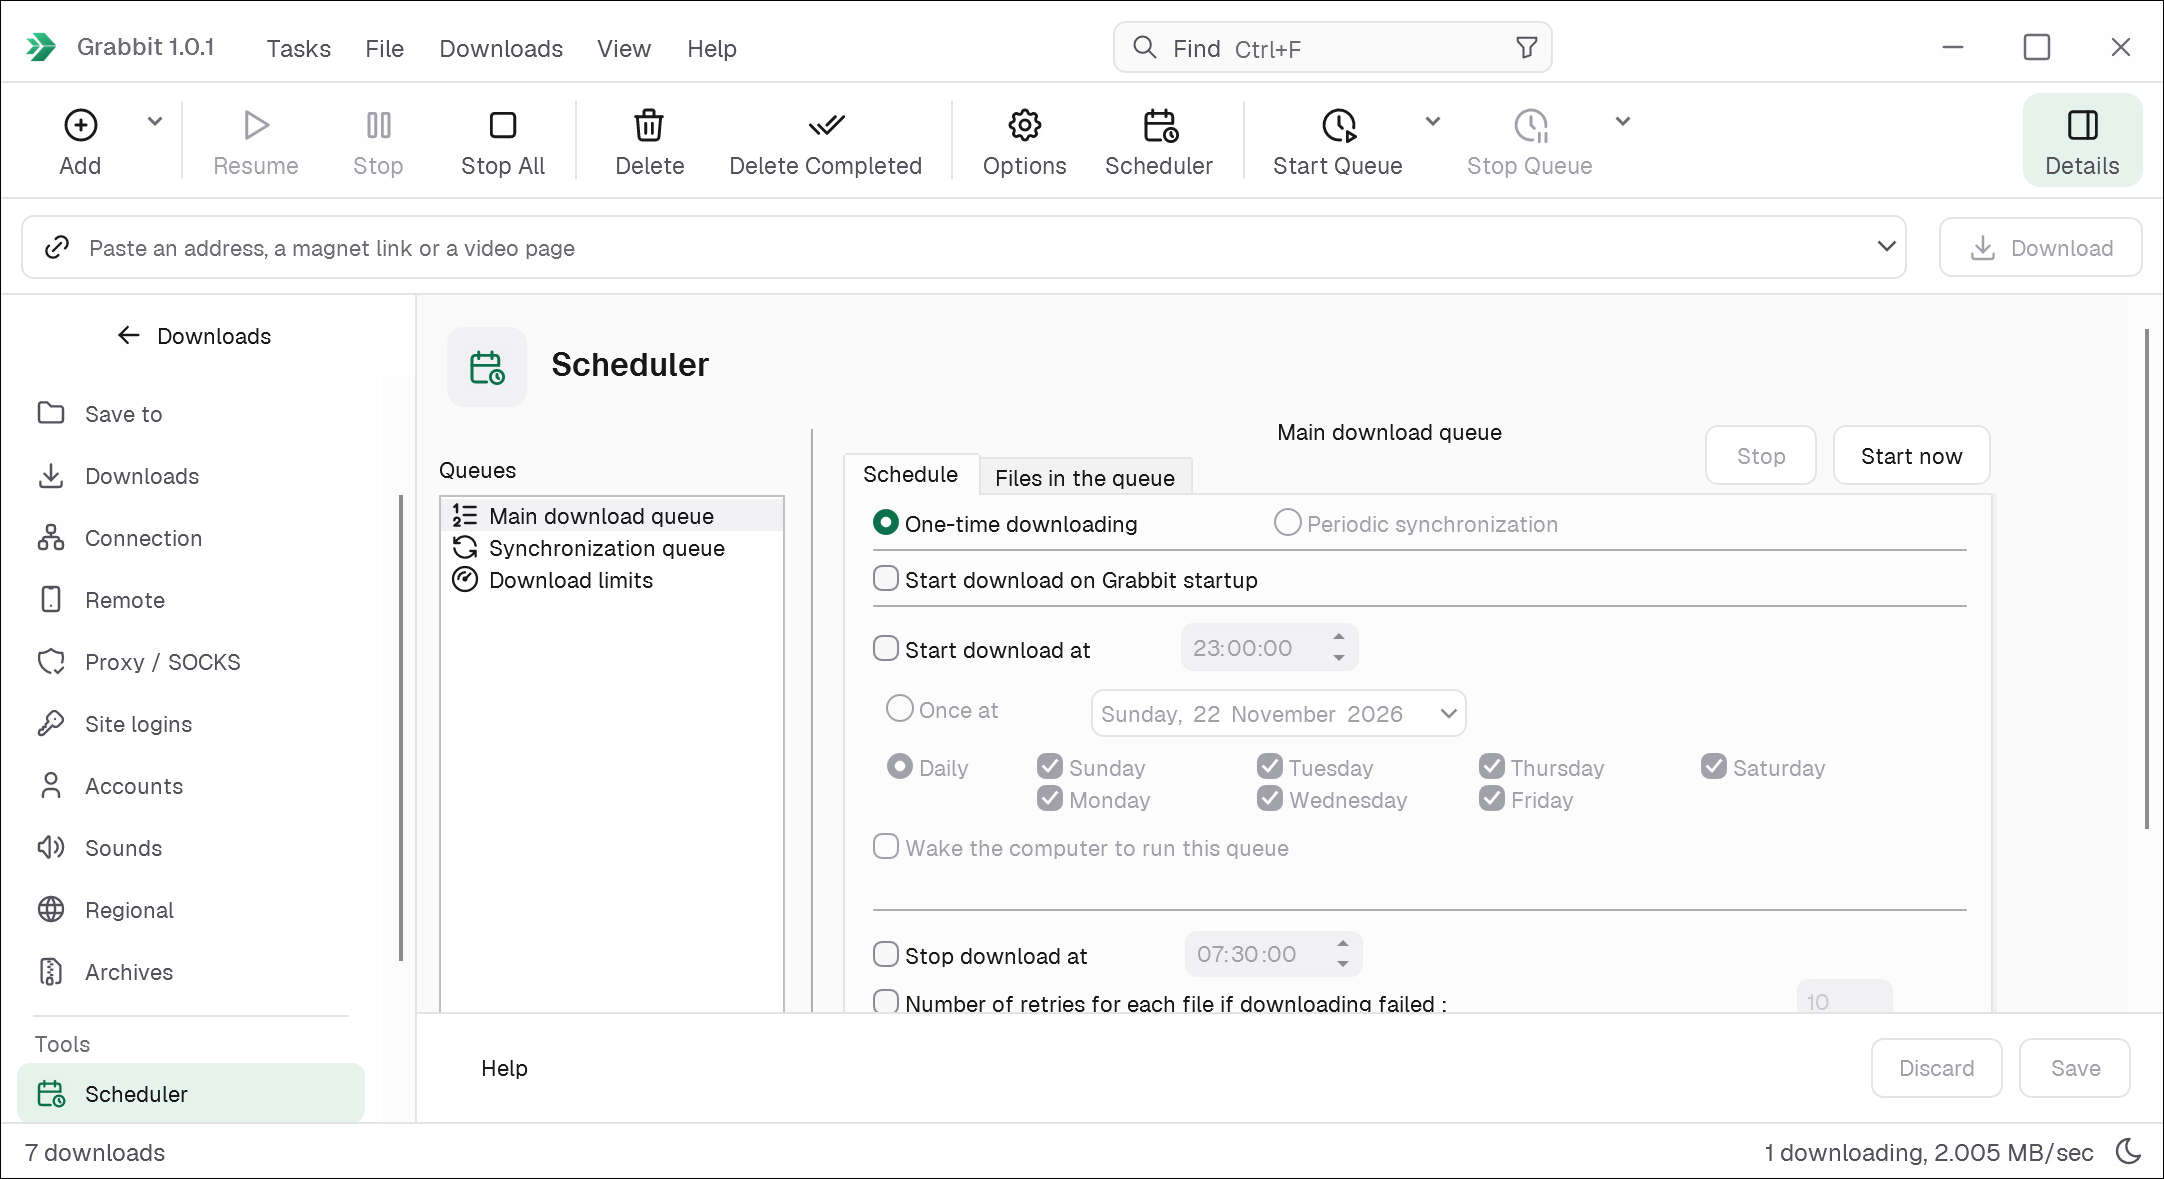 Grabbit 1.0.1 Tasks File Downloads View Help Find Ctrl+F
Add Resume Stop Stop All Delete Delete Completed Options Scheduler Start Queue Stop Queue Details
Paste an address, a magnet link or a video page Download
Downloads
Save to
Downloads
Connection
Remote
Proxy / SOCKS
Site logins
Accounts
Sounds
Regional
Archives
Tools
Scheduler
Scheduler
Queues
Main download queue
Synchronization queue
Download limits
Main download queue
Stop Start now
Schedule Files in the queue
One-time downloading Periodic synchronization
Start download on Grabbit startup
Start download at 23:00:00
Once at Sunday, 22 November 2026
Daily Sunday Tuesday Thursday Saturday
Monday Wednesday Friday
Wake the computer to run this queue
Stop download at 07:30:00
Number of retries for each file if downloading failed : 10
Help Discard Save
7 downloads 1 downloading, 2.005 MB/sec